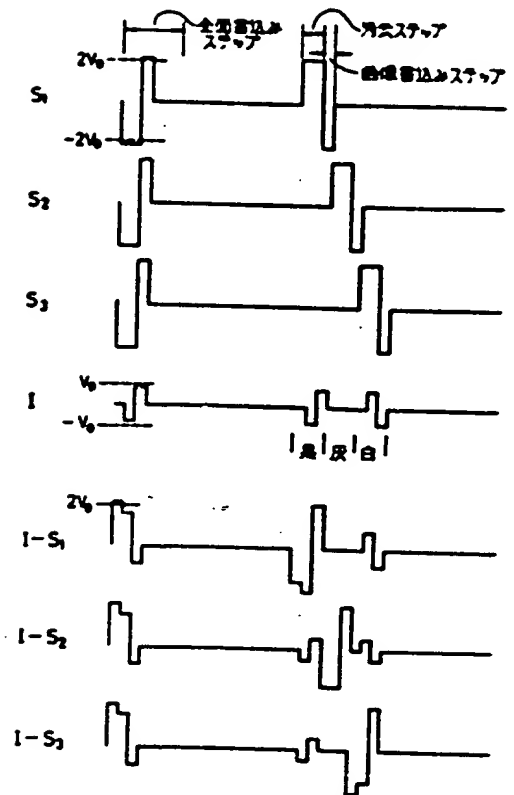 全面書込み
ステップ
消去ステップ
画像書込みステップ
2V₀
S₁
-2V₀
S₂
S₃
V₀
I
-V₀
黒 灰 白
2V₀
I-S₁
I-S₂
I-S₃